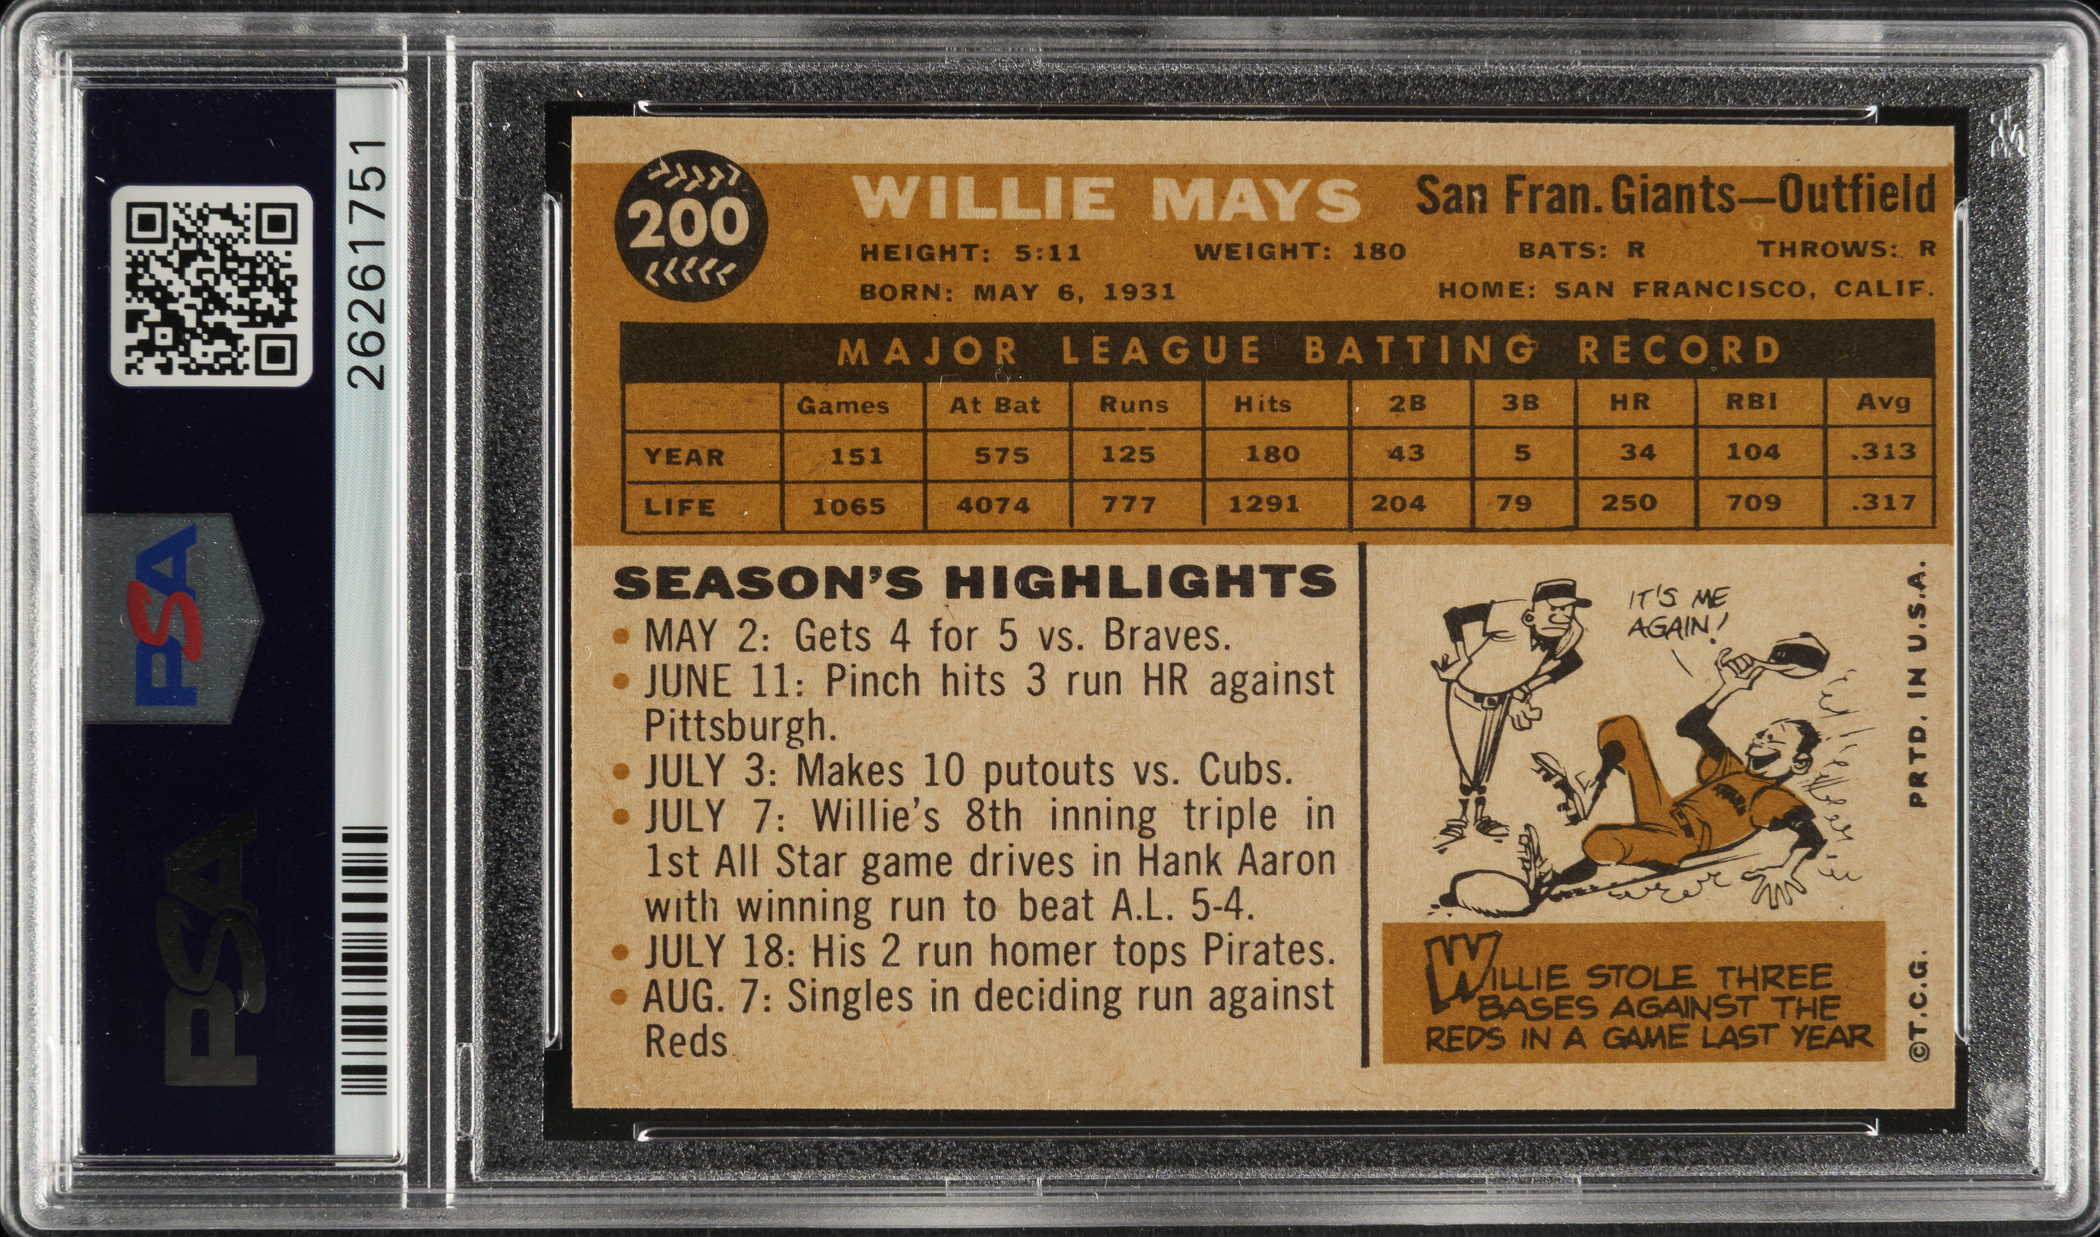 26261751
PSA
PSA
200
WILLIE MAYS San Fran. Giants—Outfield
HEIGHT: 5:11 WEIGHT: 180 BATS: R THROWS: R
BORN: MAY 6, 1931 HOME: SAN FRANCISCO, CALIF.
MAJOR LEAGUE BATTING RECORD
Games At Bat Runs Hits 2B 3B HR RBI Avg
YEAR 151 575 125 180 43 5 34 104 .313
LIFE 1065 4074 777 1291 204 79 250 709 .317
SEASON'S HIGHLIGHTS
• MAY 2: Gets 4 for 5 vs. Braves.
• JUNE 11: Pinch hits 3 run HR against
Pittsburgh.
• JULY 3: Makes 10 putouts vs. Cubs.
• JULY 7: Willie's 8th inning triple in
1st All Star game drives in Hank Aaron
with winning run to beat A.L. 5-4.
• JULY 18: His 2 run homer tops Pirates.
• AUG. 7: Singles in deciding run against
Reds
IT'S ME
AGAIN!
WILLIE STOLE THREE
BASES AGAINST THE
REDS IN A GAME LAST YEAR
©T.C.G. PRTD. IN U.S.A.